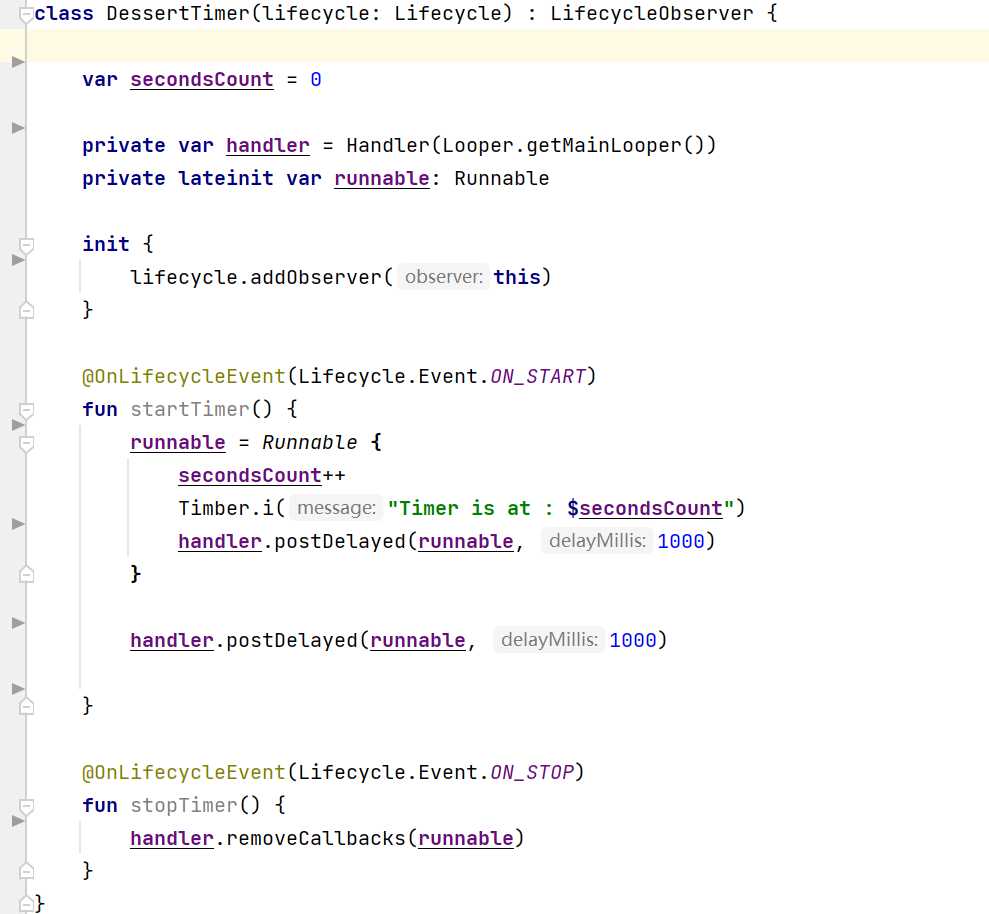 class DessertTimer(lifecycle: Lifecycle) : LifecycleObserver {
var secondsCount = 0
private var handler = Handler(Looper.getMainLooper())
private lateinit var runnable: Runnable
init {
lifecycle.addObserver( observer: this)
}
@OnLifecycleEvent(Lifecycle.Event.ON_START)
fun startTimer() {
runnable = Runnable {
secondsCount++
Timber.i( message: "Timer is at : $secondsCount")
handler.postDelayed(runnable, delayMillis: 1000)
}
handler.postDelayed(runnable, delayMillis: 1000)
}
@OnLifecycleEvent(Lifecycle.Event.ON_STOP)
fun stopTimer() {
handler.removeCallbacks(runnable)
}
}